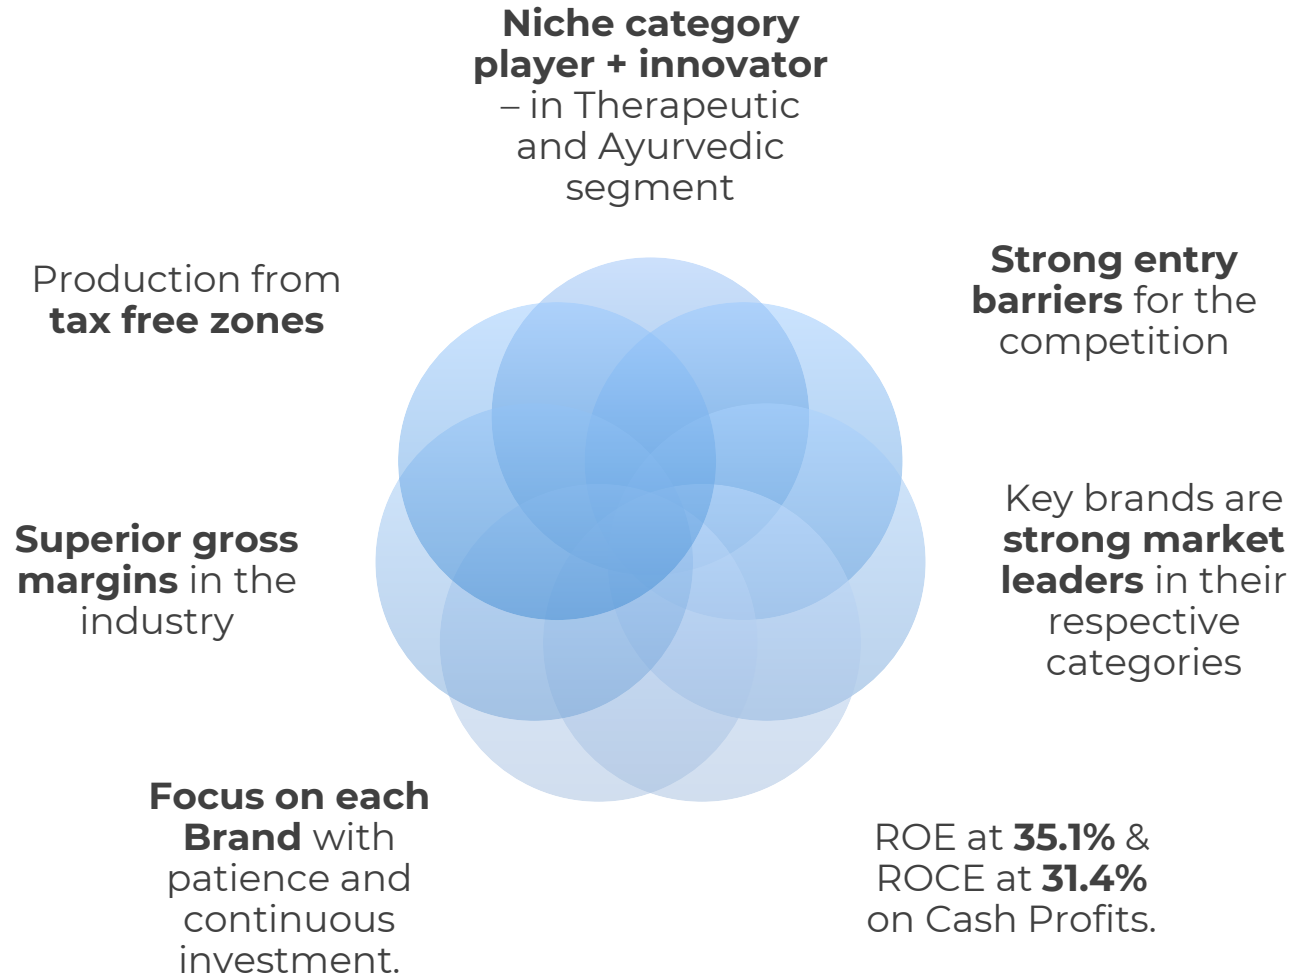 Niche category
player + innovator
– in Therapeutic
and Ayurvedic
segment
Strong entry
barriers for the
competition
Key brands are
strong market
leaders in their
respective
categories
ROE at 35.1% &
ROCE at 31.4%
on Cash Profits.
Focus on each
Brand with
patience and
continuous
investment.
Superior gross
margins in the
industry
Production from
tax free zones